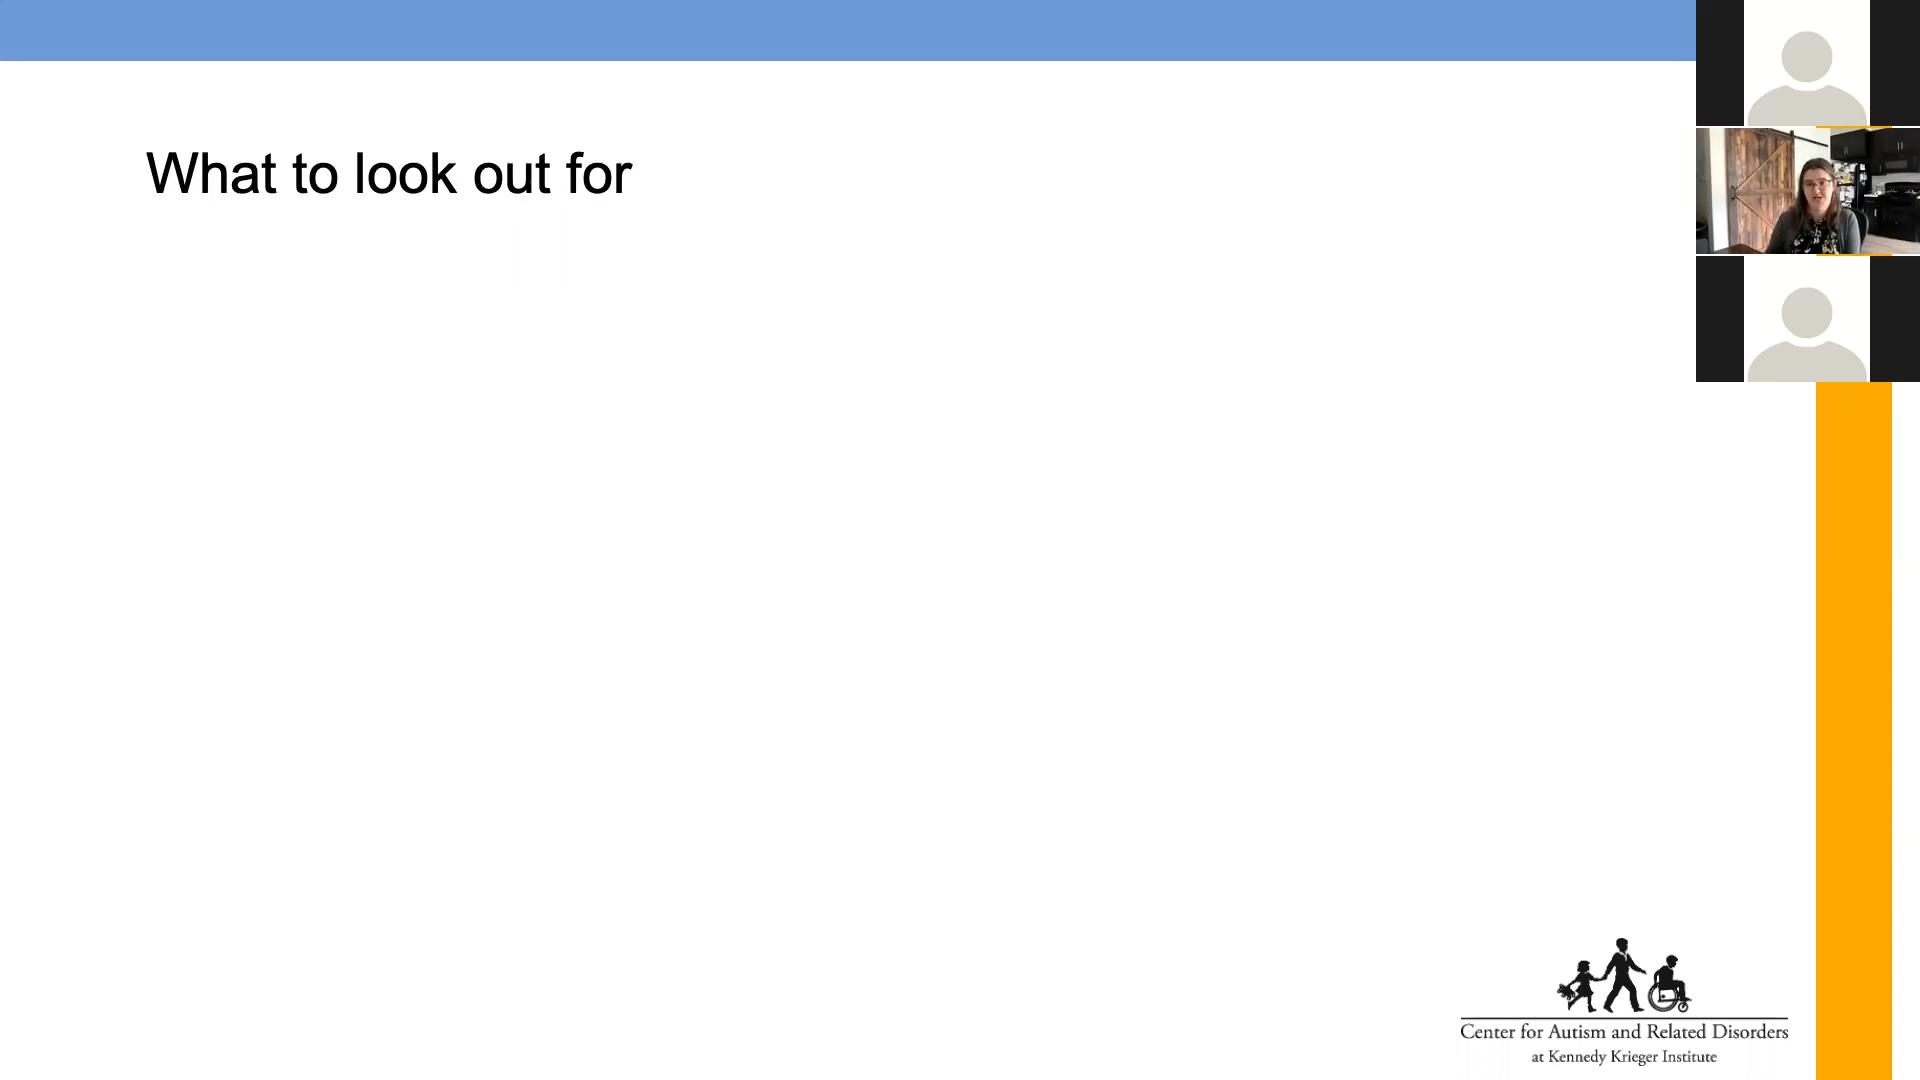 What to look out for
Center for Autism and Related Disorders
at Kennedy Krieger Institute